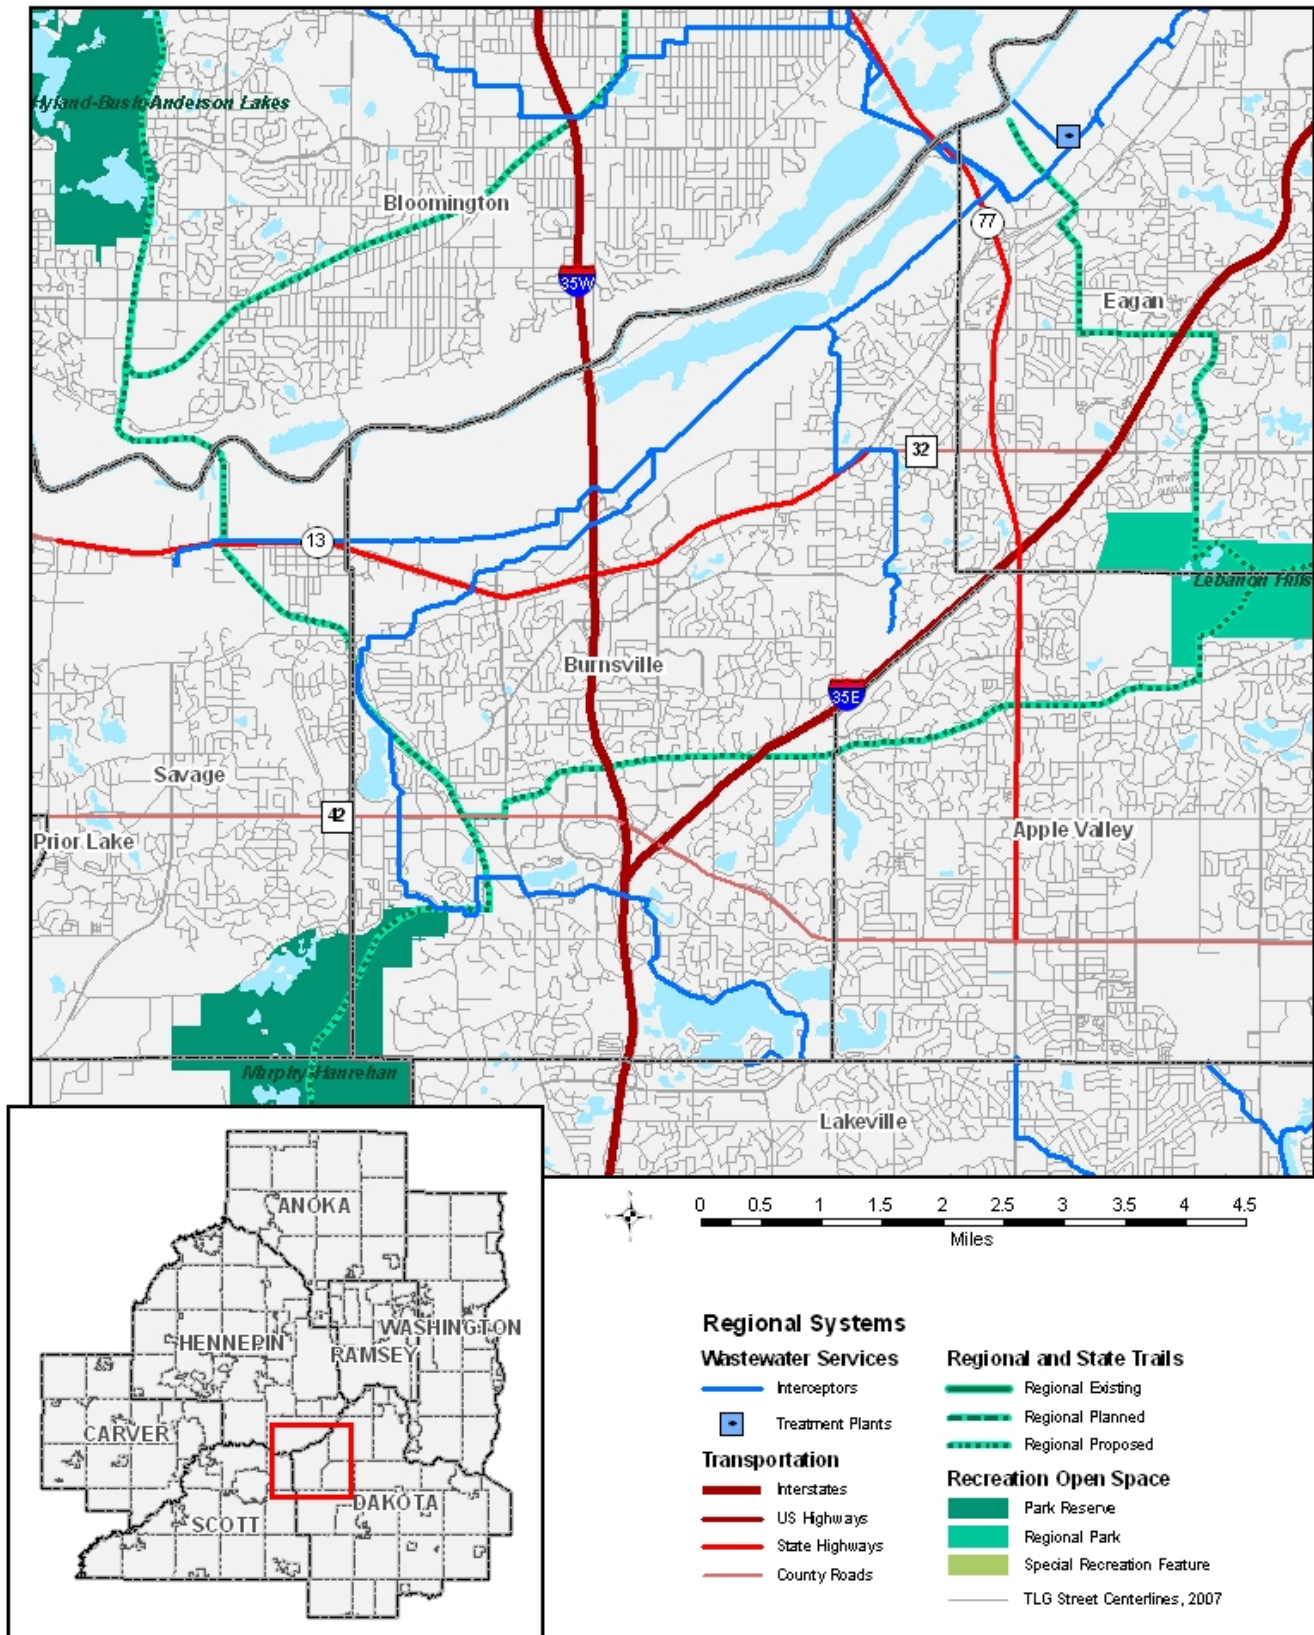 Hyland-Bush-Anderson Lakes
Bloomington
77
35W
Eagan
32
13
Lebanon Hills
Burnsville
35E
Savage
42
Prior Lake
Apple Valley
Murphy-Hanrehan
Lakeville
ANOKA
HENNEPIN
WASHINGTON
RAMSEY
CARVER
DAKOTA
SCOTT
0 0.5 1 1.5 2 2.5 3 3.5 4 4.5
Miles
Regional Systems
Wastewater Services
Interceptors
Treatment Plants
Transportation
Interstates
US Highways
State Highways
County Roads
Regional and State Trails
Regional Existing
Regional Planned
Regional Proposed
Recreation Open Space
Park Reserve
Regional Park
Special Recreation Feature
TLG Street Centerlines, 2007